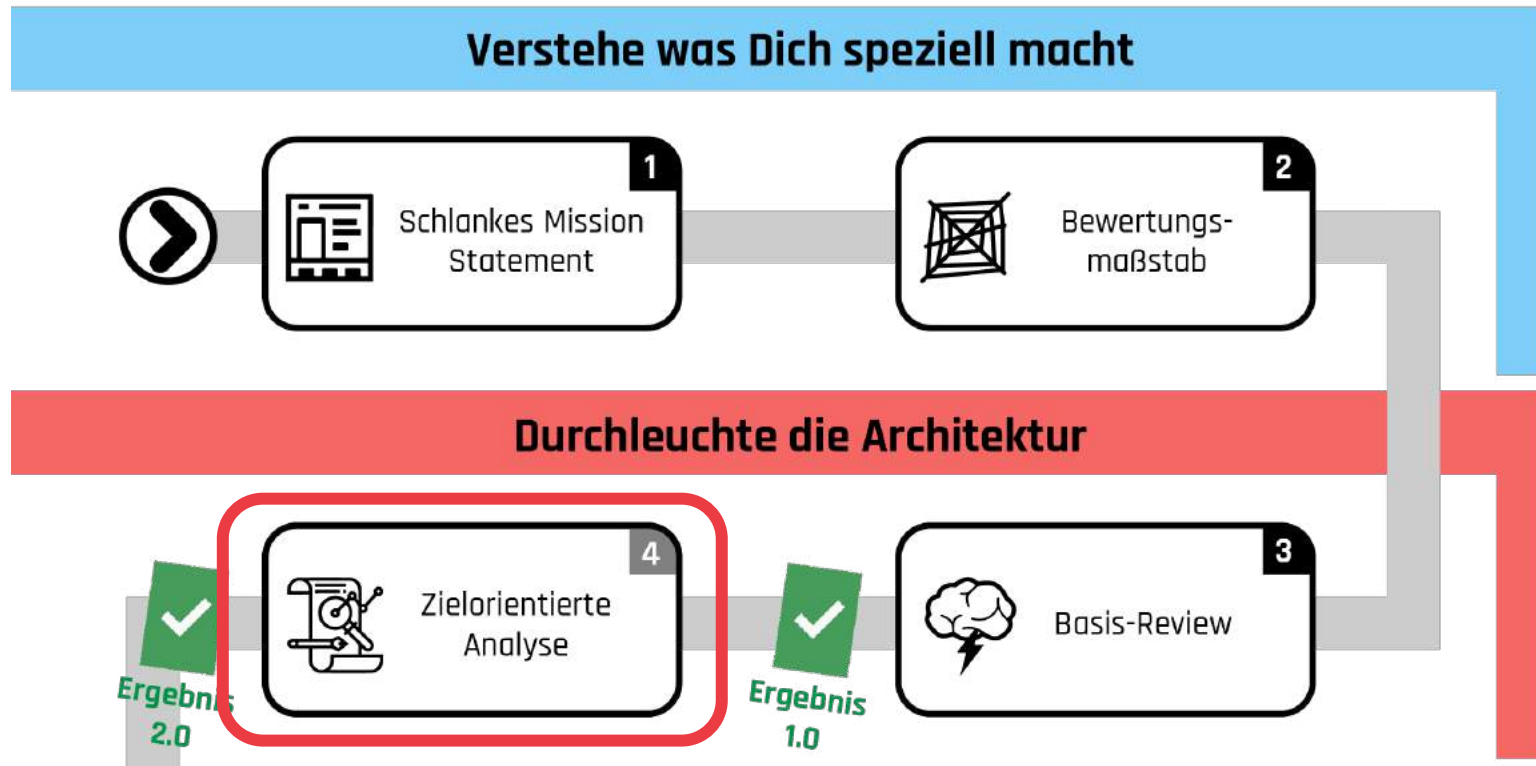 Verstehe was Dich speziell macht
1
Schlankes Mission
Statement
2
Bewertungs-
maßstab
Durchleuchte die Architektur
4
Zielorientierte
Analyse
3
Basis-Review
Ergebnis
2.0
Ergebnis
1.0